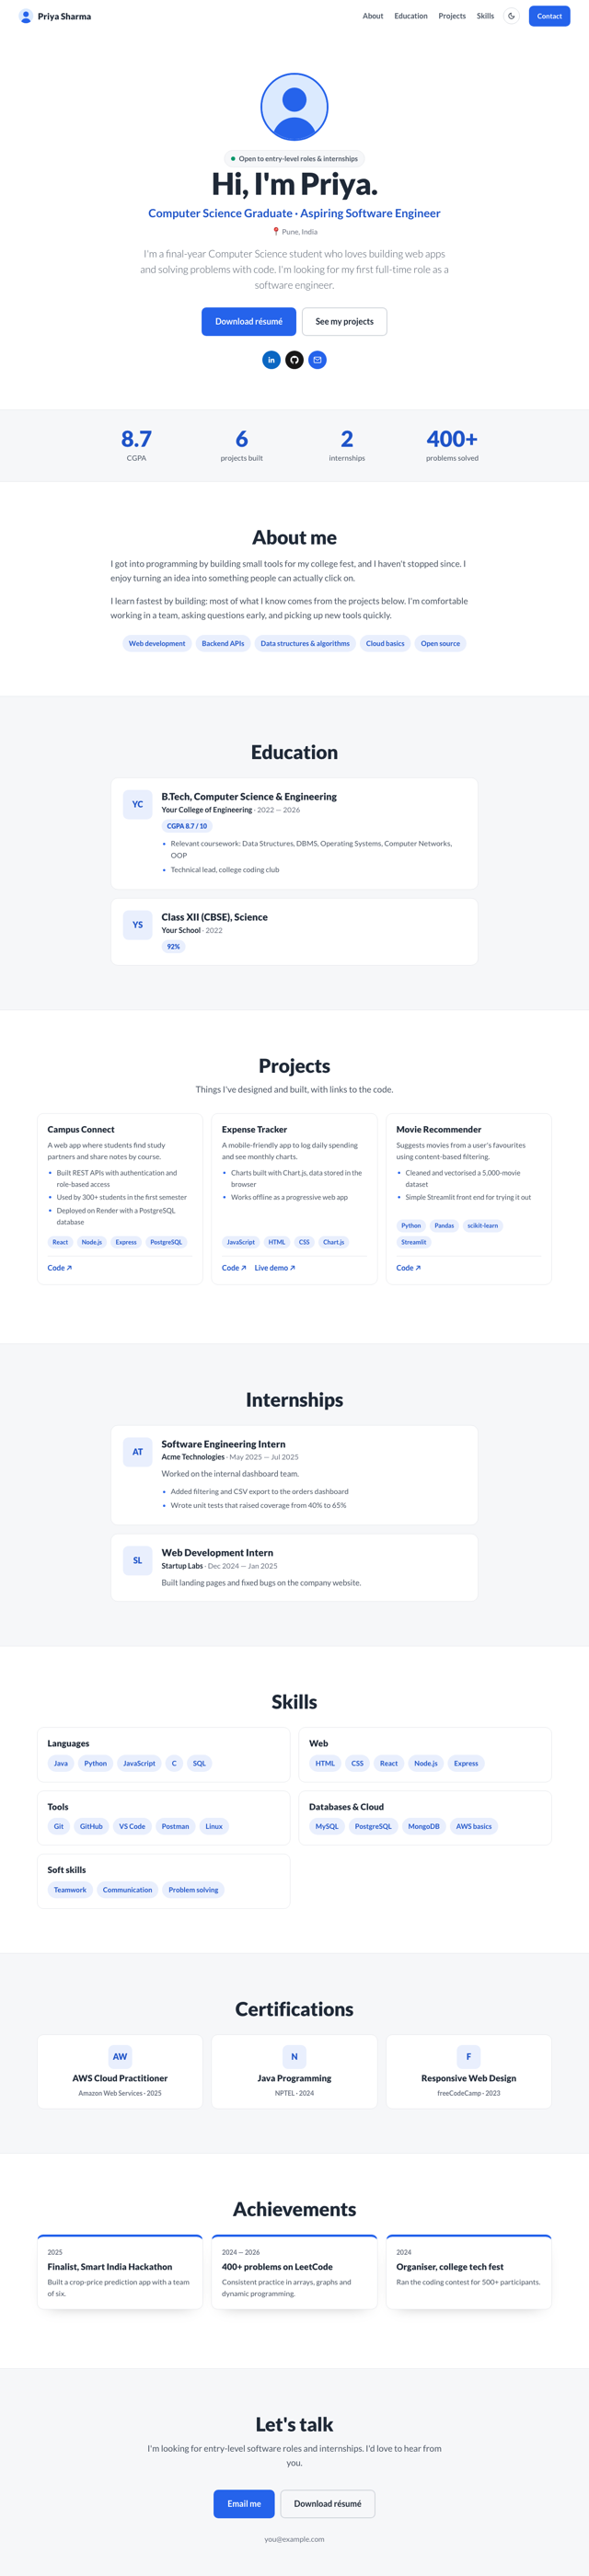 Priya Sharma
About Education Projects Skills Contact
Open to entry-level roles & internships
Hi, I'm Priya.
Computer Science Graduate · Aspiring Software Engineer
📍 Pune, India
I'm a final-year Computer Science student who loves building web apps
and solving problems with code. I'm looking for my first full-time role as a
software engineer.
Download résumé See my projects
in
8.7 6 2 400+
CGPA projects built internships problems solved
About me
I got into programming by building small tools for my college fest, and I haven't stopped since. I
enjoy turning an idea into something people can actually click on.
I learn fastest by building: most of what I know comes from the projects below. I'm comfortable
working in a team, asking questions early, and picking up new tools quickly.
Web development Backend APIs Data structures & algorithms Cloud basics Open source
Education
YC
B.Tech, Computer Science & Engineering
Your College of Engineering · 2022 — 2026
CGPA 8.7 / 10
• Relevant coursework: Data Structures, DBMS, Operating Systems, Computer Networks,
OOP
• Technical lead, college coding club
YS
Class XII (CBSE), Science
Your School · 2022
92%
Projects
Things I've designed and built, with links to the code.
Campus Connect
A web app where students find study
partners and share notes by course.
• Built REST APIs with authentication and
role-based access
• Used by 300+ students in the first semester
• Deployed on Render with a PostgreSQL
database
React Node.js Express PostgreSQL
Code ↗
Expense Tracker
A mobile-friendly app to log daily spending
and see monthly charts.
• Charts built with Chart.js, data stored in the
browser
• Works offline as a progressive web app
JavaScript HTML CSS Chart.js
Code ↗ Live demo ↗
Movie Recommender
Suggests movies from a user's favourites
using content-based filtering.
• Cleaned and vectorised a 5,000-movie
dataset
• Simple Streamlit front end for trying it out
Python Pandas scikit-learn
Streamlit
Code ↗
Internships
AT
Software Engineering Intern
Acme Technologies · May 2025 — Jul 2025
Worked on the internal dashboard team.
• Added filtering and CSV export to the orders dashboard
• Wrote unit tests that raised coverage from 40% to 65%
SL
Web Development Intern
Startup Labs · Dec 2024 — Jan 2025
Built landing pages and fixed bugs on the company website.
Skills
Languages
Java Python JavaScript C SQL
Web
HTML CSS React Node.js Express
Tools
Git GitHub VS Code Postman Linux
Databases & Cloud
MySQL PostgreSQL MongoDB AWS basics
Soft skills
Teamwork Communication Problem solving
Certifications
AW
AWS Cloud Practitioner
Amazon Web Services · 2025
N
Java Programming
NPTEL · 2024
F
Responsive Web Design
freeCodeCamp · 2023
Achievements
2025
Finalist, Smart India Hackathon
Built a crop-price prediction app with a team
of six.
2024 — 2026
400+ problems on LeetCode
Consistent practice in arrays, graphs and
dynamic programming.
2024
Organiser, college tech fest
Ran the coding contest for 500+ participants.
Let's talk
I'm looking for entry-level software roles and internships. I'd love to hear from
you.
Email me Download résumé
you@example.com